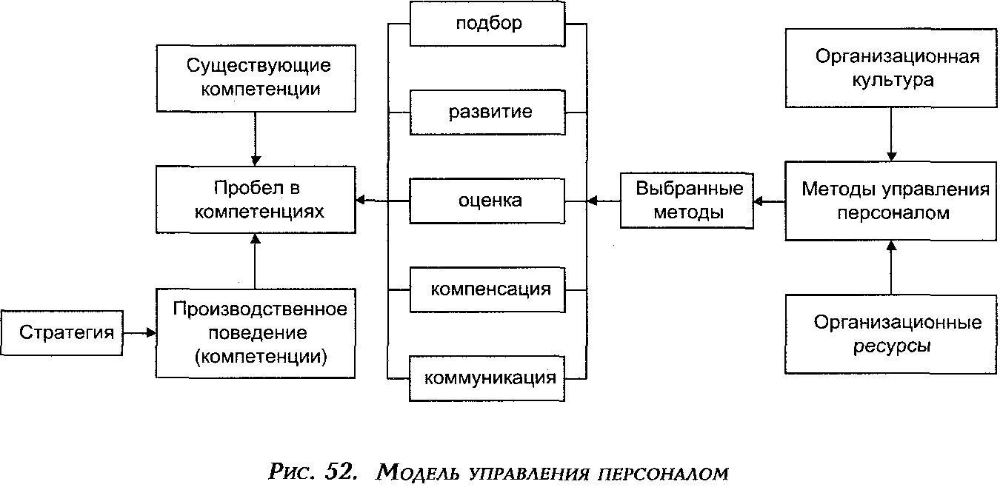 подбор
Существующие
компетенции
Организационная
культура
развитие
Пробел в
компетенциях
оценка
Выбранные
методы
Методы управления
персоналом
компенсация
Стратегия
Производственное
поведение
(компетенции)
Организационные
ресурсы
коммуникация
Рис. 52. Модель управления персоналом